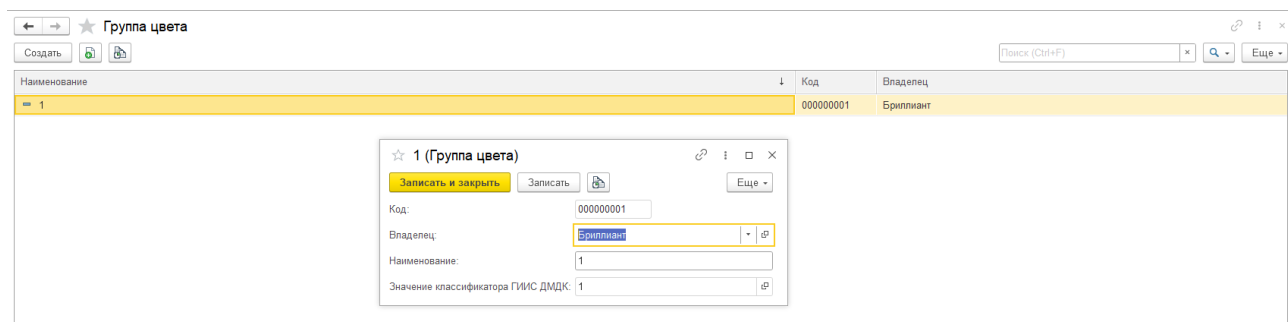 Группа цвета
Создать
Поиск (Ctrl+F)
Еще
Наименование
Код
Владелец
1
000000001
Бриллиант
1 (Группа цвета)
Записать и закрыть
Записать
Еще
Код:
000000001
Владелец:
Бриллиант
Наименование:
1
Значение классификатора ГИИС ДМДК:
1